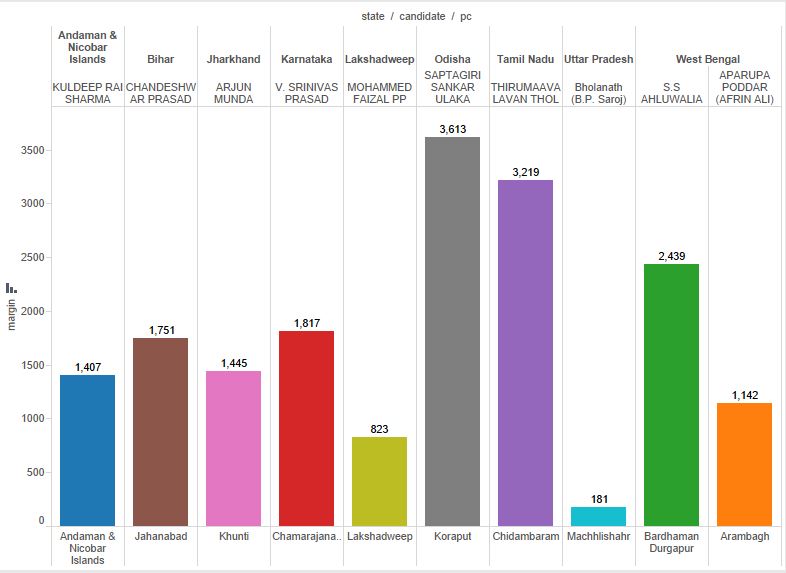 state / candidate / pc
Andaman &
Nicobar
Islands
Bihar
Jharkhand
Karnataka
Lakshadweep
Odisha
Tamil Nadu
Uttar Pradesh
West Bengal
KULDEEP RAI
SHARMA
CHANDESHW
AR PRASAD
ARJUN
MUNDA
V. SRINIVAS
PRASAD
MOHAMMED
FAIZAL PP
SAPTAGIRI
SANKAR
ULAKA
THIRUMAAVA
LAVAN THOL
Bholanath
(B.P. Saroj)
S.S
AHLUWALIA
APARUPA
PODDAR
(AFRIN ALI)
margin
3500
3000
2500
2000
1500
1000
500
0
1,407
1,751
1,445
1,817
823
3,613
3,219
181
2,439
1,142
Andaman &
Nicobar
Islands
Jahanabad
Khunti
Chamarajana..
Lakshadweep
Koraput
Chidambaram
Machhlishahr
Bardhaman
Durgapur
Arambagh